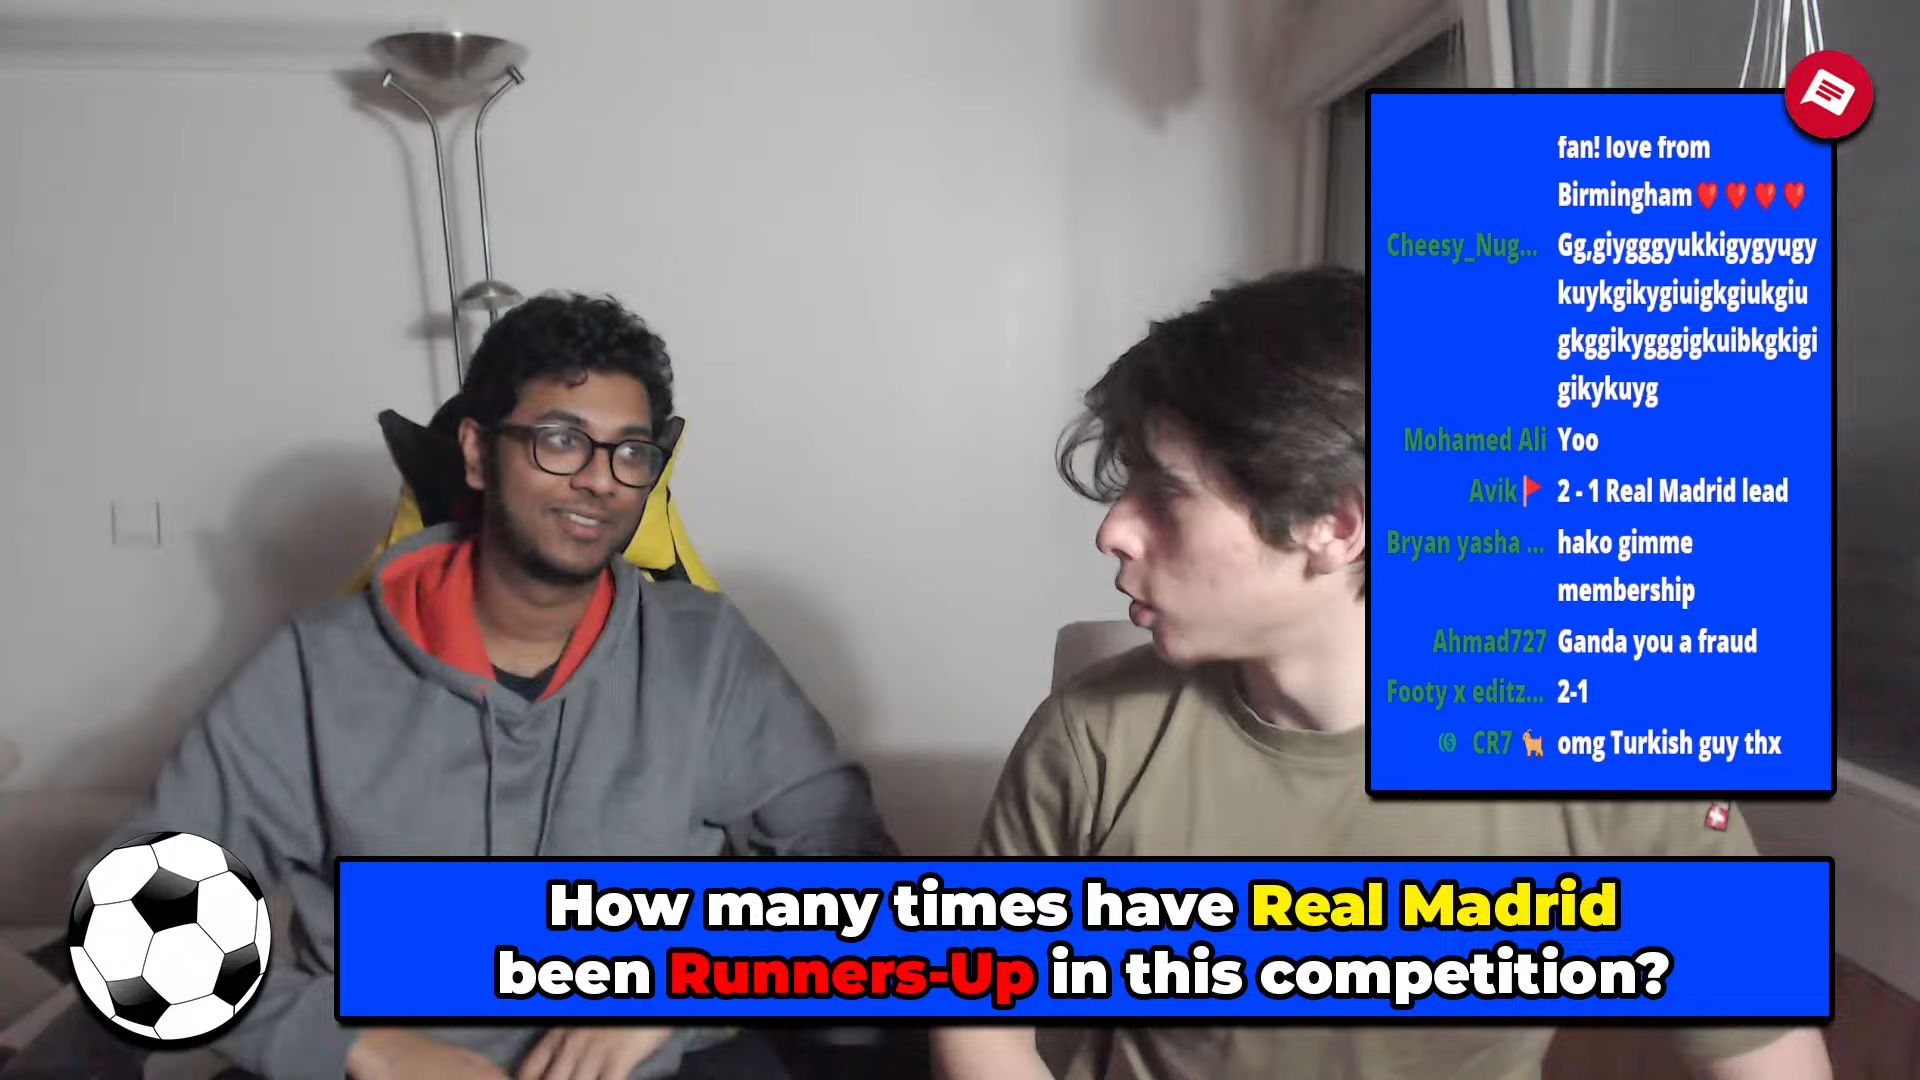 fan! love from
Birmingham❤️❤️❤️❤️
Cheesy_Nug... Gg,giygggyukkigygyugy
kuykgikygiuigkgiukgiu
gkggikygggigkuibkgkigi
gikykuyg
Mohamed Ali Yoo
Avik🚩 2 - 1 Real Madrid lead
Bryan yasha ... hako gimme
membership
Ahmad727 Ganda you a fraud
Footy x editz... 2-1
CR7 🐐 omg Turkish guy thx
How many times have Real Madrid
been Runners-Up in this competition?